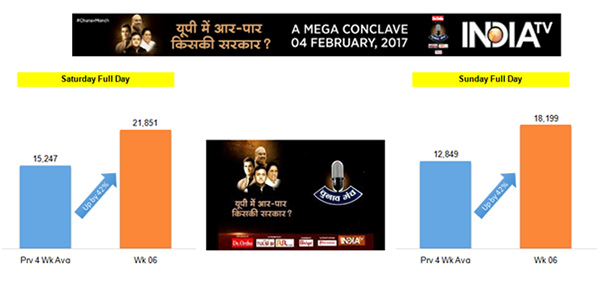 #ChunavManch
यूपी में आर-पार
किसकी सरकार ?
A MEGA CONCLAVE
04 FEBRUARY, 2017
INDIA TV
Saturday Full Day
21,851
15,247
Up by 42%
Prv 4 Wk Avg
Wk 06
यूपी में आर-पार
किसकी सरकार ?
चुनाव मंच
Dr.Ortho
INDIA TV
Sunday Full Day
18,199
12,849
Up by 42%
Prv 4 Wk Avg
Wk 06